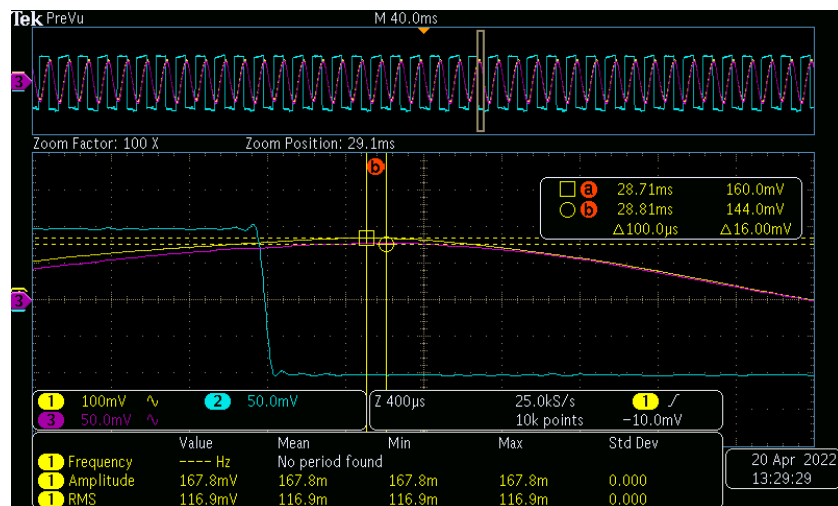 Tek PreVu M 40.0ms
3
Zoom Factor: 100 X Zoom Position: 29.1ms
b
a 28.71ms 160.0mV
b 28.81ms 144.0mV
Δ100.0μs Δ16.00mV
3
1 100mV ∿ 2 50.0mV Z 400μs 25.0kS/s 1 ∫
3 50.0mV ∿ 10k points −10.0mV
Value Mean Min Max Std Dev
1 Frequency ---- Hz No period found
1 Amplitude 167.8mV 167.8m 167.8m 167.8m 0.000
1 RMS 116.9mV 116.9m 116.9m 116.9m 0.000
20 Apr 2022
13:29:29